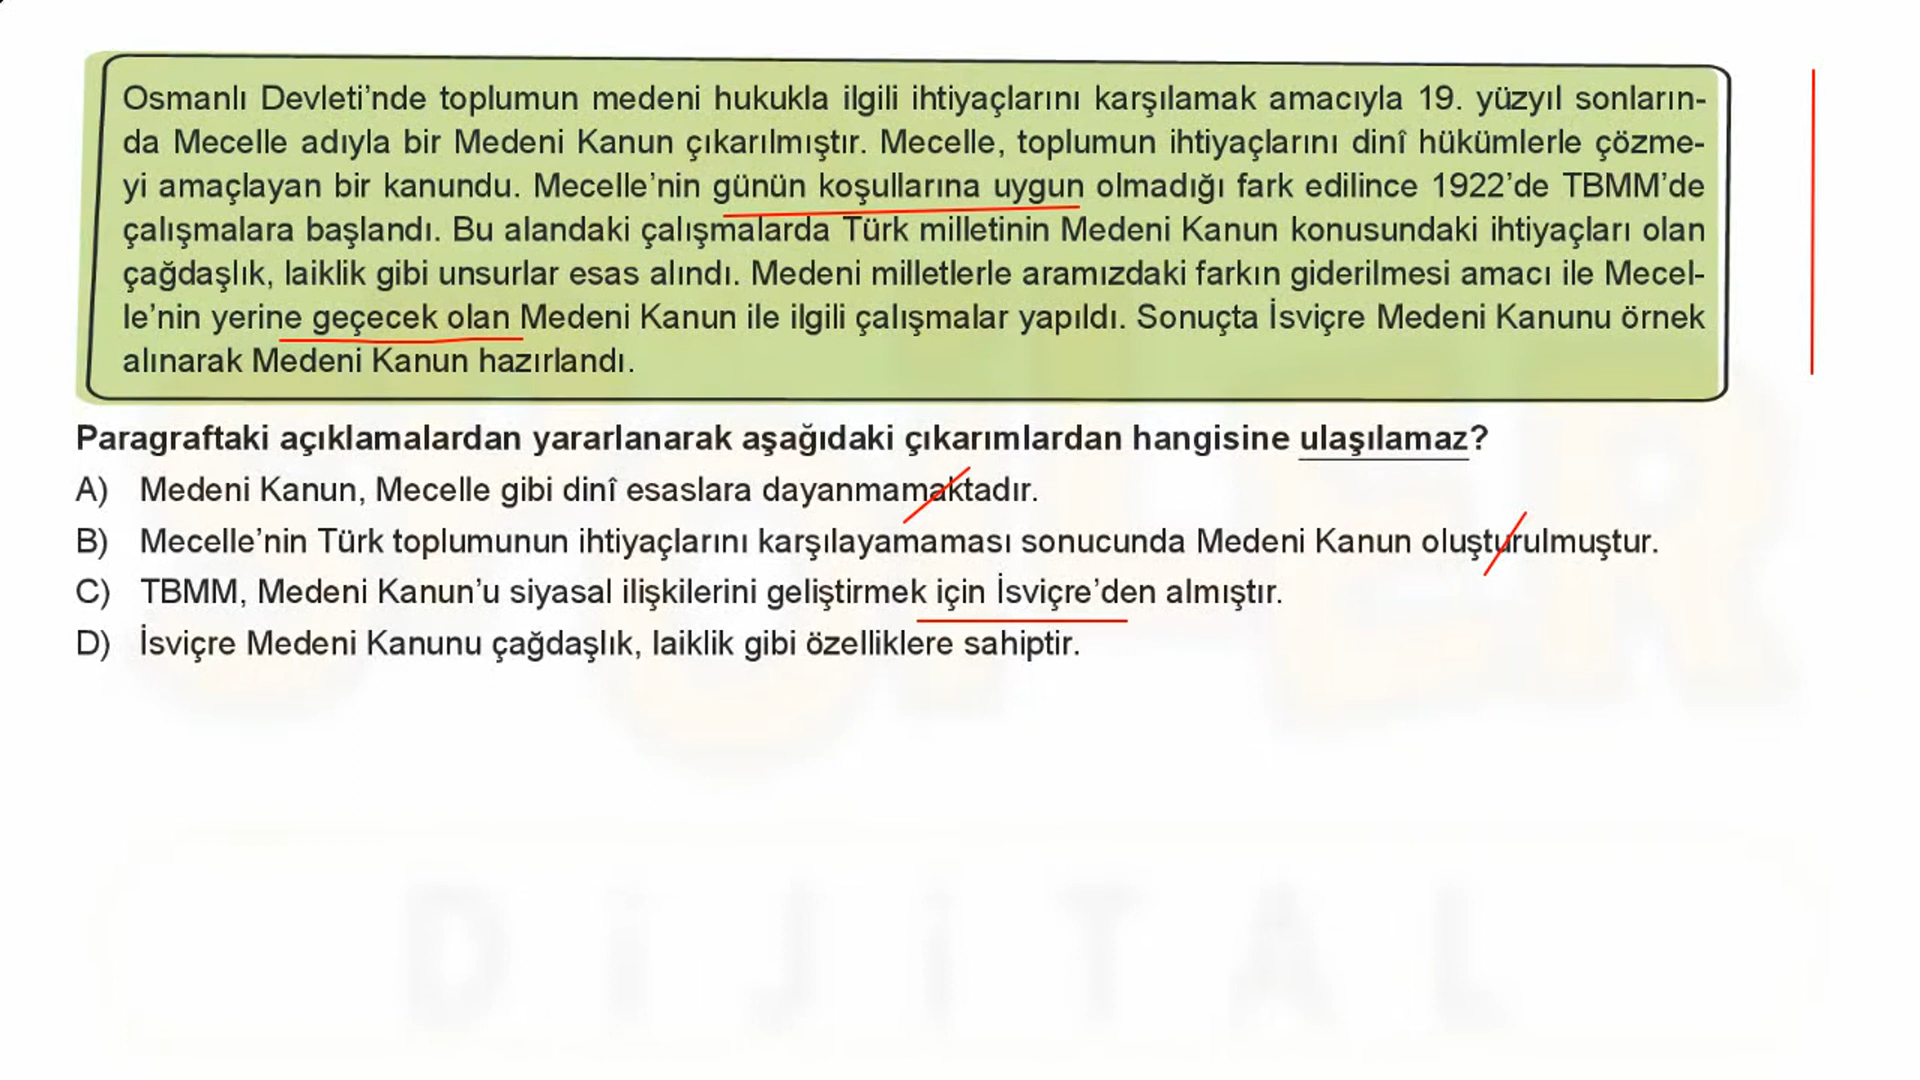 Osmanlı Devleti’nde toplumun medeni hukukla ilgili ihtiyaçlarını karşılamak amacıyla 19. yüzyıl sonların-
da Mecelle adıyla bir Medeni Kanun çıkarılmıştır. Mecelle, toplumun ihtiyaçlarını dinî hükümlerle çözme-
yi amaçlayan bir kanundu. Mecelle’nin günün koşullarına uygun olmadığı fark edilince 1922’de TBMM’de
çalışmalara başlandı. Bu alandaki çalışmalarda Türk milletinin Medeni Kanun konusundaki ihtiyaçları olan
çağdaşlık, laiklik gibi unsurlar esas alındı. Medeni milletlerle aramızdaki farkın giderilmesi amacı ile Mecel-
le’nin yerine geçecek olan Medeni Kanun ile ilgili çalışmalar yapıldı. Sonuçta İsviçre Medeni Kanunu örnek
alınarak Medeni Kanun hazırlandı.
Paragraftaki açıklamalardan yararlanarak aşağıdaki çıkarımlardan hangisine ulaşılamaz?
A) Medeni Kanun, Mecelle gibi dinî esaslara dayanmamaktadır.
B) Mecelle’nin Türk toplumunun ihtiyaçlarını karşılayamaması sonucunda Medeni Kanun oluşturulmuştur.
C) TBMM, Medeni Kanun’u siyasal ilişkilerini geliştirmek için İsviçre’den almıştır.
D) İsviçre Medeni Kanunu çağdaşlık, laiklik gibi özelliklere sahiptir.
DİJİTAL